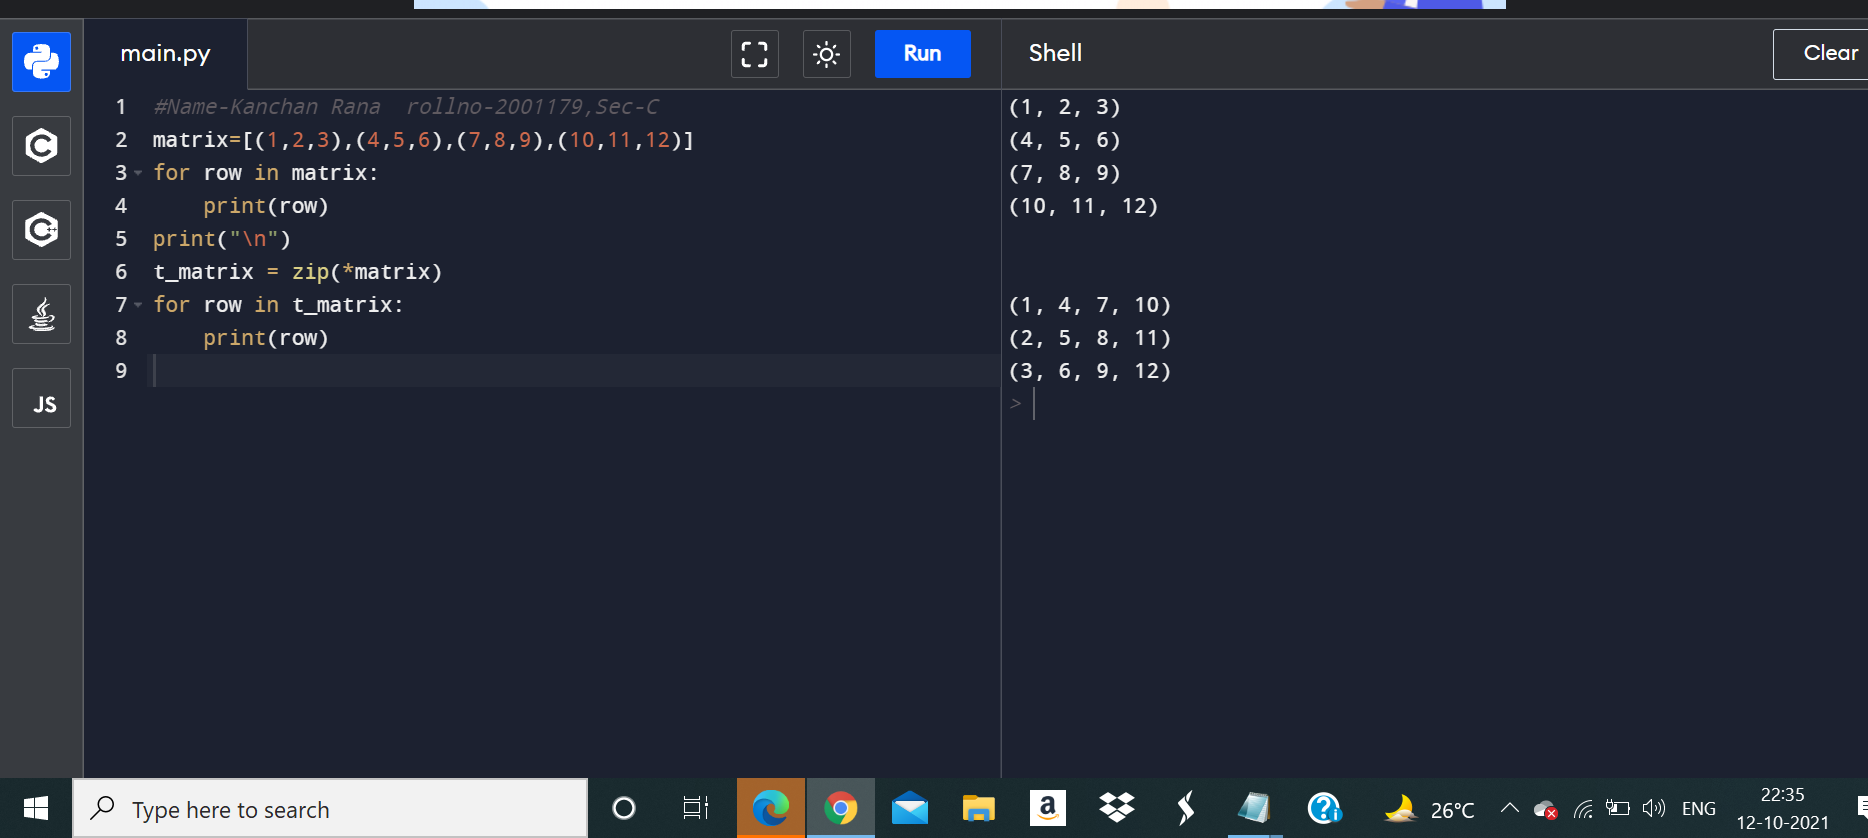 main.py
Run
Shell
Clear
1 #Name-Kanchan Rana  rollno-2001179,Sec-C
2 matrix=[(1,2,3),(4,5,6),(7,8,9),(10,11,12)]
3 for row in matrix:
4     print(row)
5 print("\n")
6 t_matrix = zip(*matrix)
7 for row in t_matrix:
8     print(row)
9
(1, 2, 3)
(4, 5, 6)
(7, 8, 9)
(10, 11, 12)
(1, 4, 7, 10)
(2, 5, 8, 11)
(3, 6, 9, 12)
>
JS
Type here to search
26°C
ENG
22:35
12-10-2021